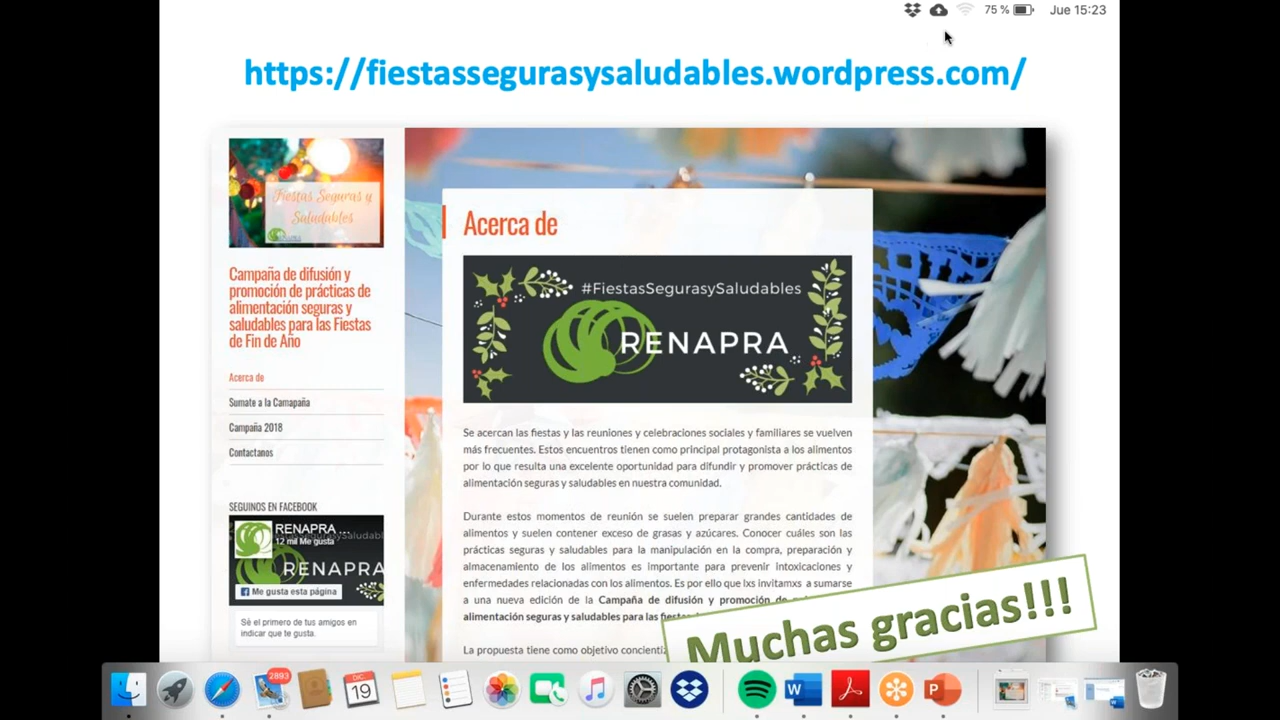 75 %
Jue 15:23
https://fiestassegurasysaludables.wordpress.com/
Fiestas Seguras y
Saludables
RENAPRA
Campaña de difusión y
promoción de prácticas de
alimentación seguras y
saludables para las Fiestas
de Fin de Año
Acerca de
Sumate a la Camapaña
Campaña 2018
Contactanos
SEGUINOS EN FACEBOOK
RENAPRA ...
12 mil Me gusta
RENAPRA
Me gusta esta página
Sé el primero de tus amigos en
indicar que te gusta.
Acerca de
#FiestasSegurasySaludables
RENAPRA
Se acercan las fiestas y las reuniones y celebraciones sociales y familiares se vuelven
más frecuentes. Estos encuentros tienen como principal protagonista a los alimentos
por lo que resulta una excelente oportunidad para difundir y promover prácticas de
alimentación seguras y saludables en nuestra comunidad.
Durante estos momentos de reunión se suelen preparar grandes cantidades de
alimentos y suelen contener exceso de grasas y azúcares. Conocer cuáles son las
prácticas seguras y saludables para la manipulación en la compra, preparación y
almacenamiento de los alimentos es importante para prevenir intoxicaciones y
enfermedades relacionadas con los alimentos. Es por ello que lxs invitamxs a sumarse
a una nueva edición de la Campaña de difusión y promoción de
alimentación seguras y saludables para las
La propuesta tiene como objetivo
Muchas gracias!!!
2893
DIC
19